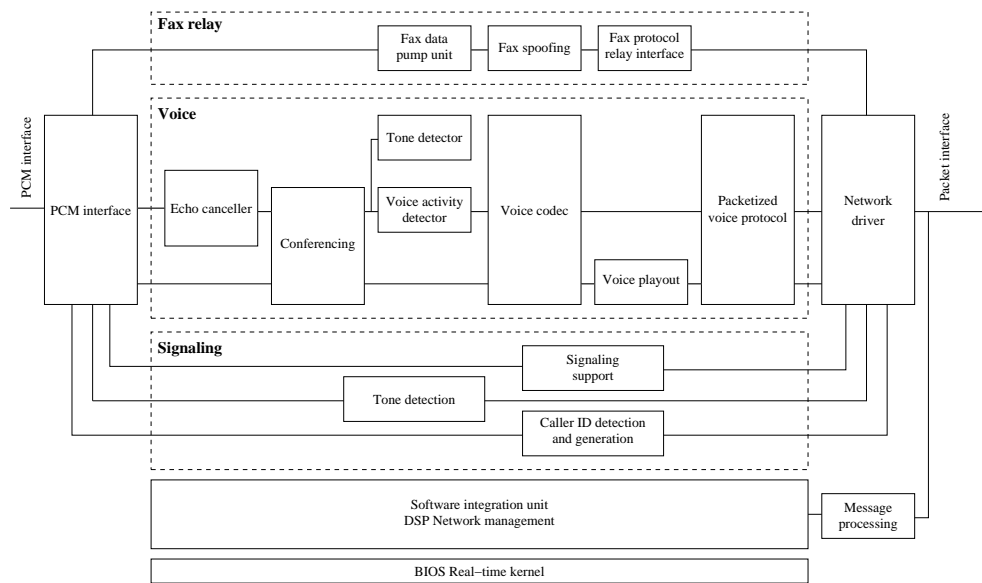 Fax relay
Fax data
pump unit
Fax spoofing
Fax protocol
relay interface
PCM interface
Voice
Tone detector
PCM interface
Echo canceller
Voice activity
detector
Conferencing
Voice codec
Voice playout
Packetized
voice protocol
Network
driver
Packet interface
Signaling
Signaling
support
Tone detection
Caller ID detection
and generation
Software integration unit
DSP Network management
Message
processing
BIOS Real−time kernel